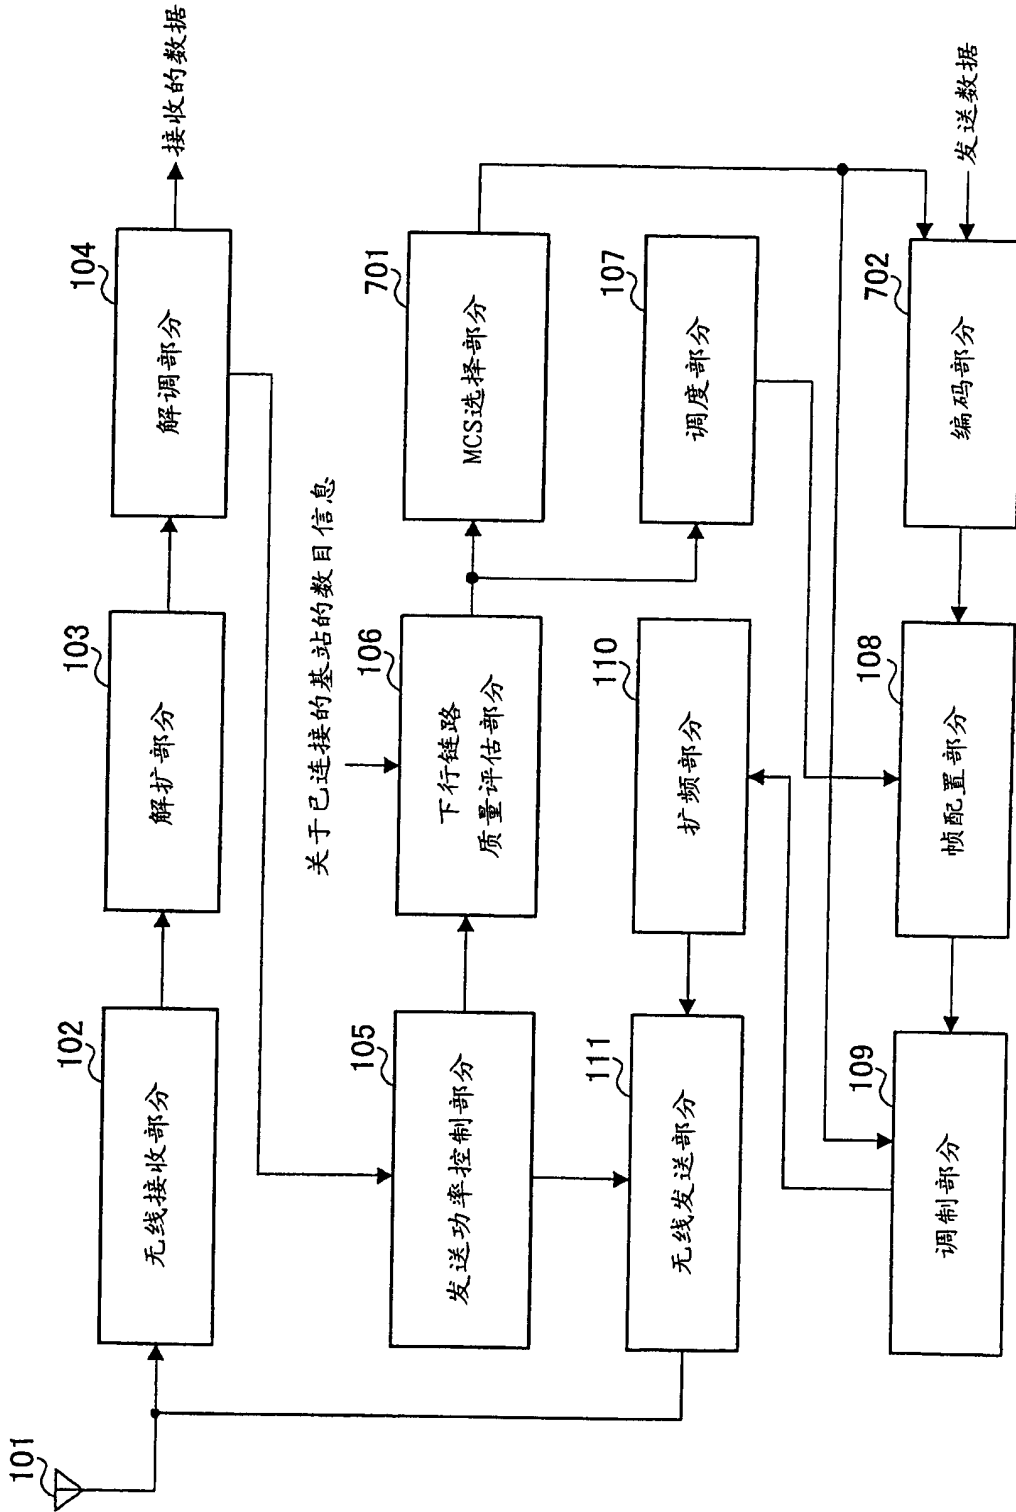 101
102
无线接收部分
103
解扩部分
104
解调部分
接收的数据
关于已连接的基站的数目信息
105
发送功率控制部分
106
下行链路
质量评估部分
701
MCS选择部分
111
无线发送部分
110
扩频部分
107
调度部分
109
调制部分
108
帧配置部分
702
编码部分
发送数据